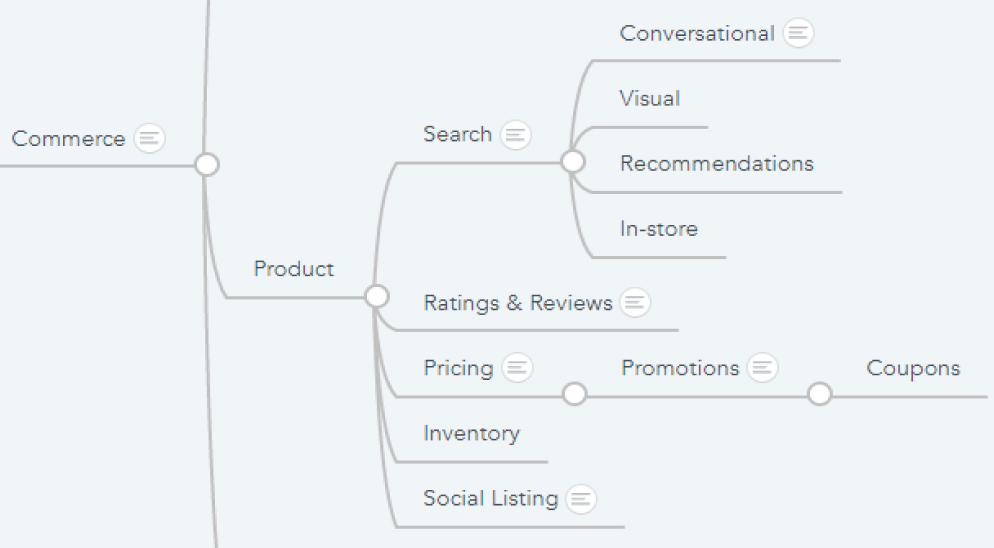 Commerce
Product
Search
Conversational
Visual
Recommendations
In-store
Ratings & Reviews
Pricing
Promotions
Coupons
Inventory
Social Listing